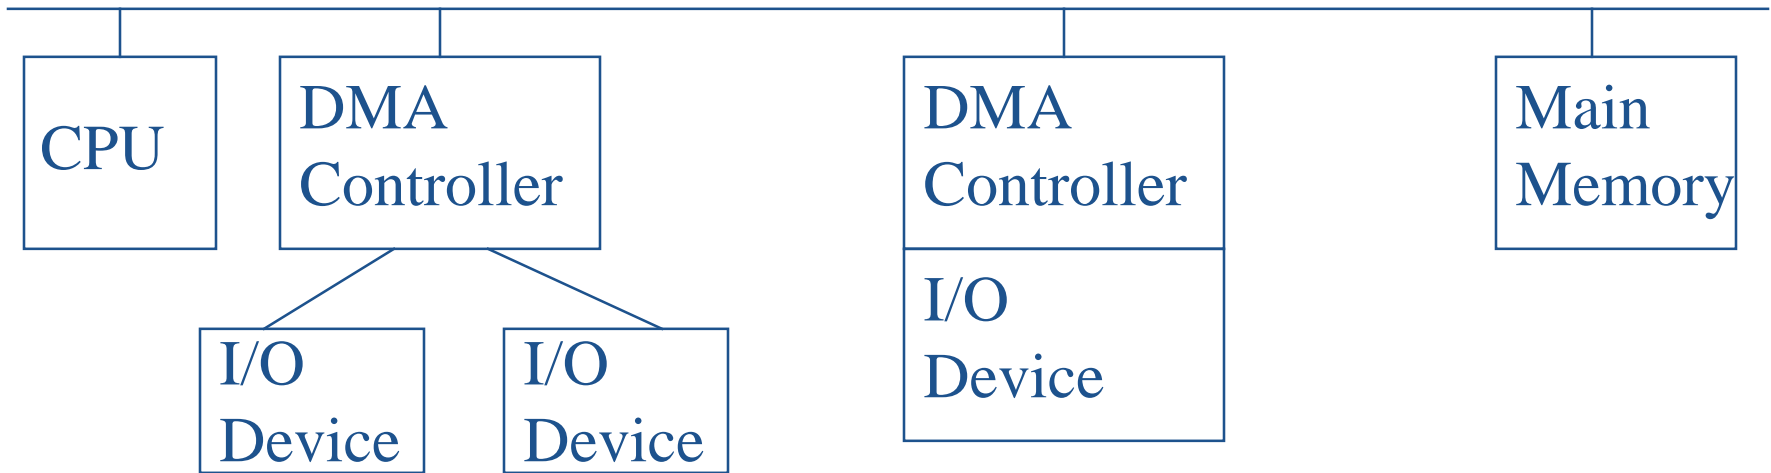 CPU
DMA
Controller
DMA
Controller
Main
Memory
I/O
Device
I/O
Device
I/O
Device